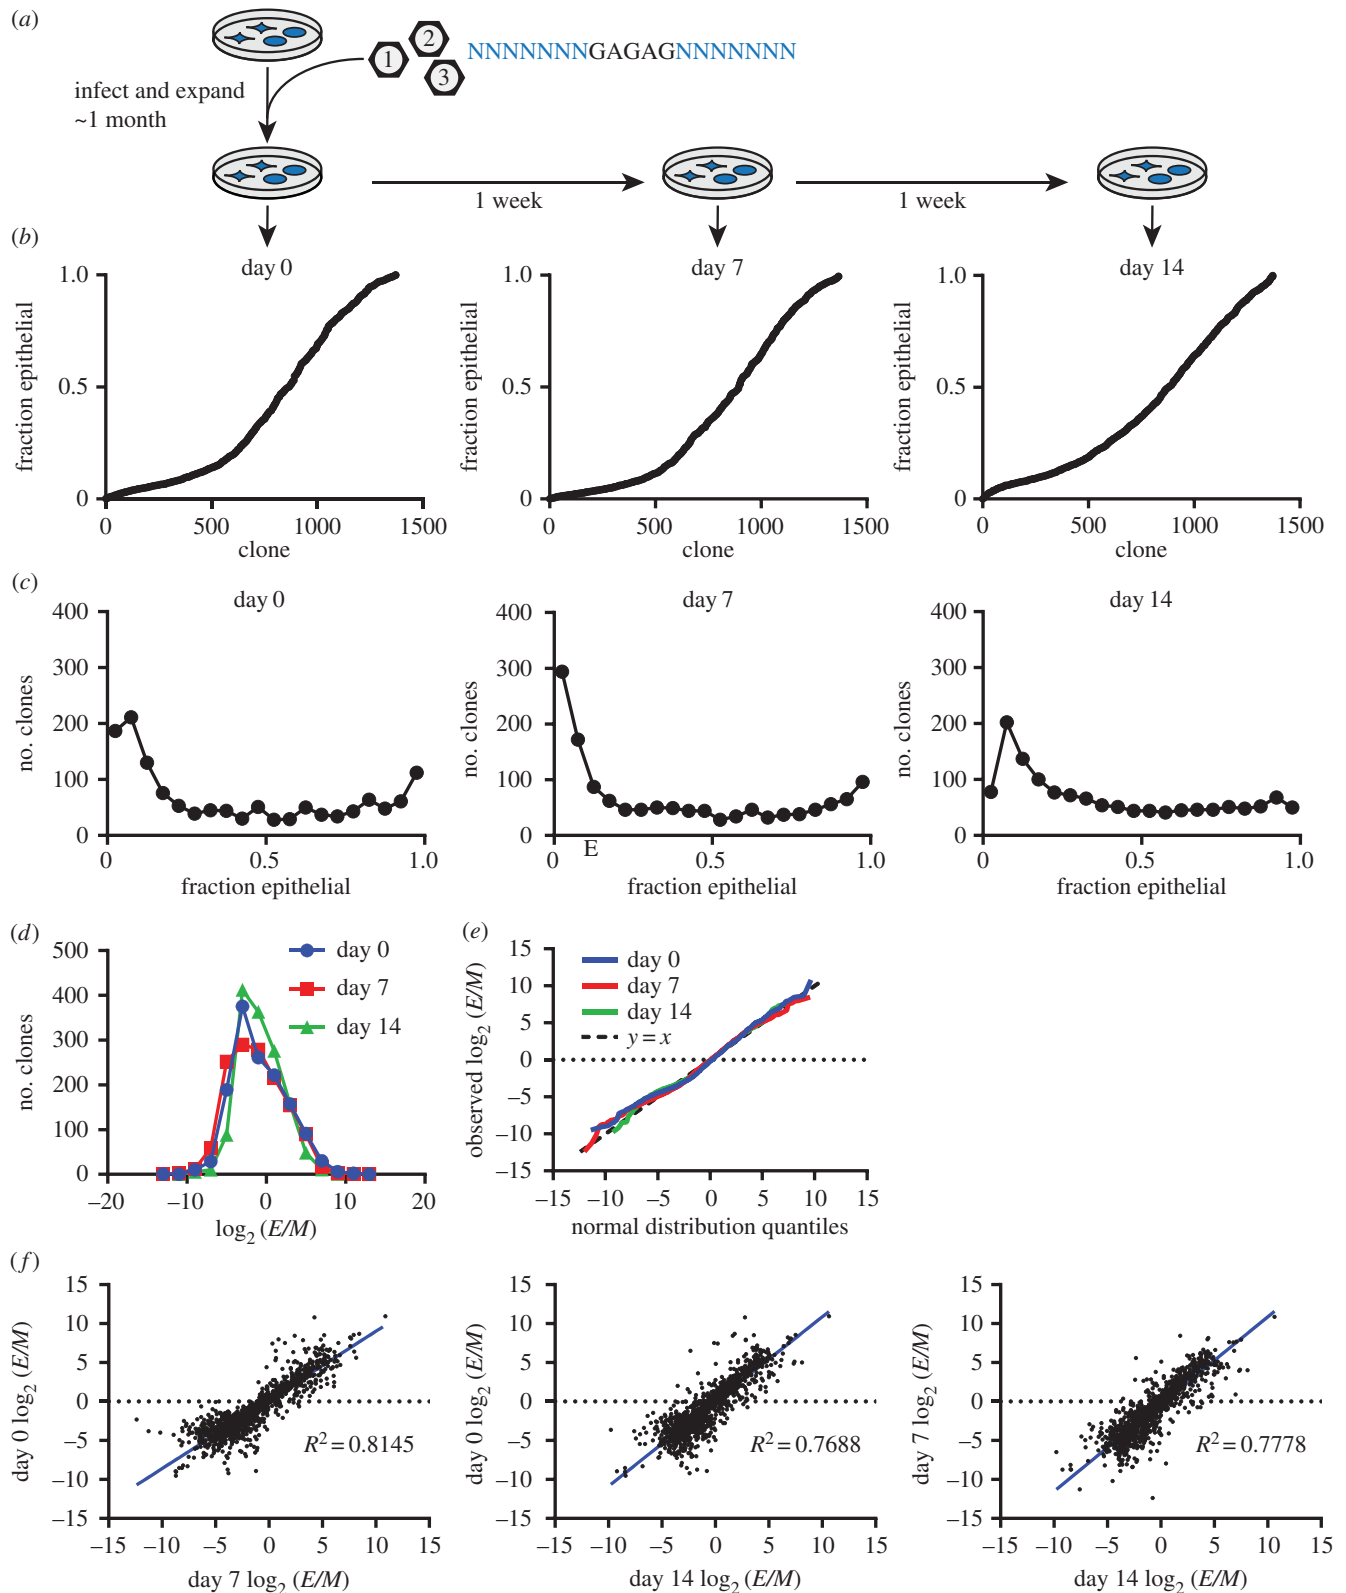 (a)
1
2
3
NNNNNNNGAGAGNNNNNNN
infect and expand
~1 month
1 week
1 week
(b)
day 0
day 7
day 14
fraction epithelial
1.0
0.5
0
0
500
1000
1500
clone
fraction epithelial
1.0
0.5
0
0
500
1000
1500
clone
fraction epithelial
1.0
0.5
0
0
500
1000
1500
clone
(c)
day 0
day 7
day 14
no. clones
400
300
200
100
0
0
0.5
1.0
fraction epithelial
no. clones
400
300
200
100
0
0
E
0.5
1.0
fraction epithelial
no. clones
400
300
200
100
0
0
0.5
1.0
fraction epithelial
(d)
no. clones
500
400
300
200
100
0
–20
–10
0
10
20
log₂ (E/M)
day 0
day 7
day 14
(e)
observed log₂ (E/M)
15
10
5
0
–5
–10
–15
–15
–10
–5
0
5
10
15
normal distribution quantiles
day 0
day 7
day 14
y = x
(f)
day 0 log₂ (E/M)
15
10
5
0
–5
–10
–15
–15
–10
–5
0
5
10
15
day 7 log₂ (E/M)
R² = 0.8145
day 0 log₂ (E/M)
15
10
5
0
–5
–10
–15
–15
–10
–5
0
5
10
15
day 14 log₂ (E/M)
R² = 0.7688
day 7 log₂ (E/M)
15
10
5
0
–5
–10
–15
–15
–10
–5
0
5
10
15
day 14 log₂ (E/M)
R² = 0.7778